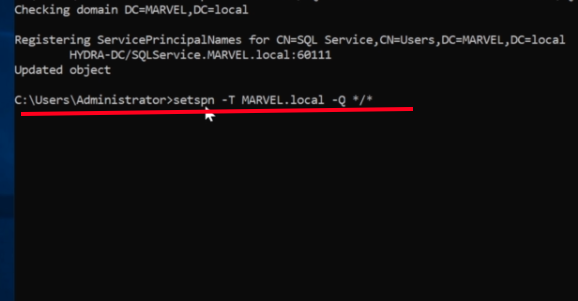 Checking domain DC=MARVEL,DC=local
Registering ServicePrincipalNames for CN=SQL Service,CN=Users,DC=MARVEL,DC=local
HYDRA-DC/SQLService.MARVEL.local:60111
Updated object
C:\Users\Administrator>setspn -T MARVEL.local -Q */*